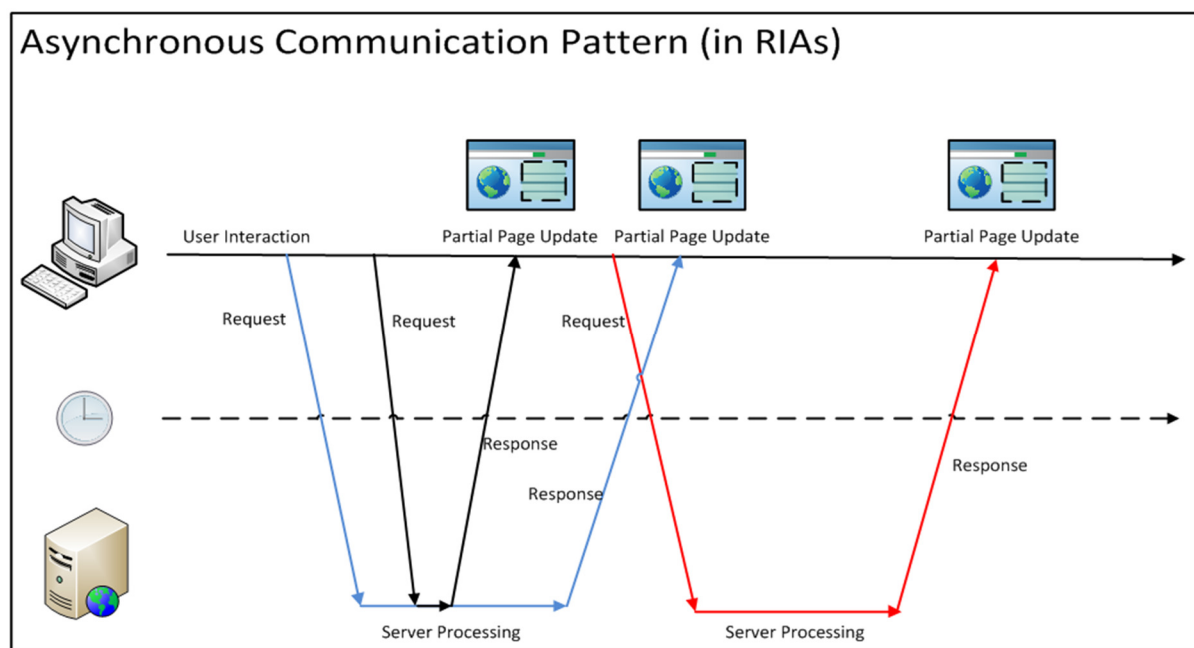 Asynchronous Communication Pattern (in RIAs)
User Interaction
Partial Page Update
Partial Page Update
Partial Page Update
Request
Request
Request
Response
Response
Response
Server Processing
Server Processing